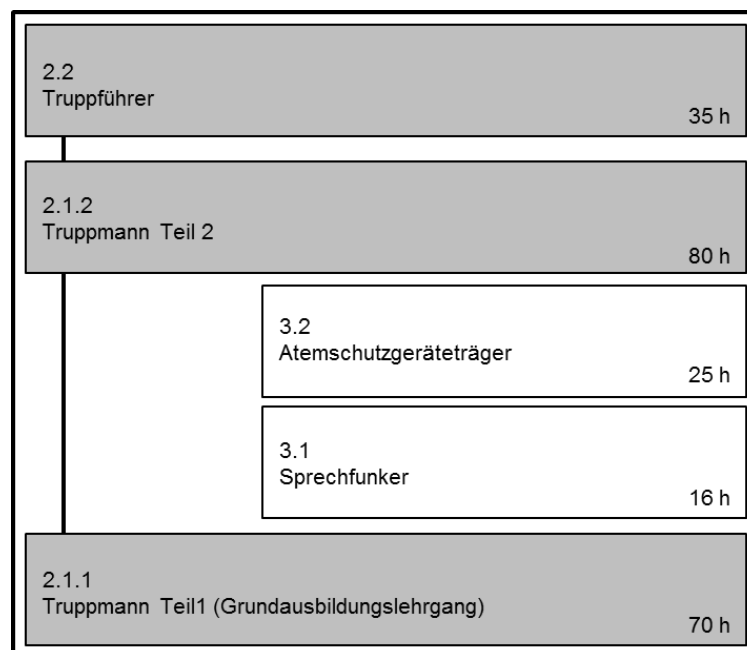 2.2
Truppführer
35 h
2.1.2
Truppmann Teil 2
80 h
3.2
Atemschutzgeräteträger
25 h
3.1
Sprechfunker
16 h
2.1.1
Truppmann Teil1 (Grundausbildungslehrgang)
70 h